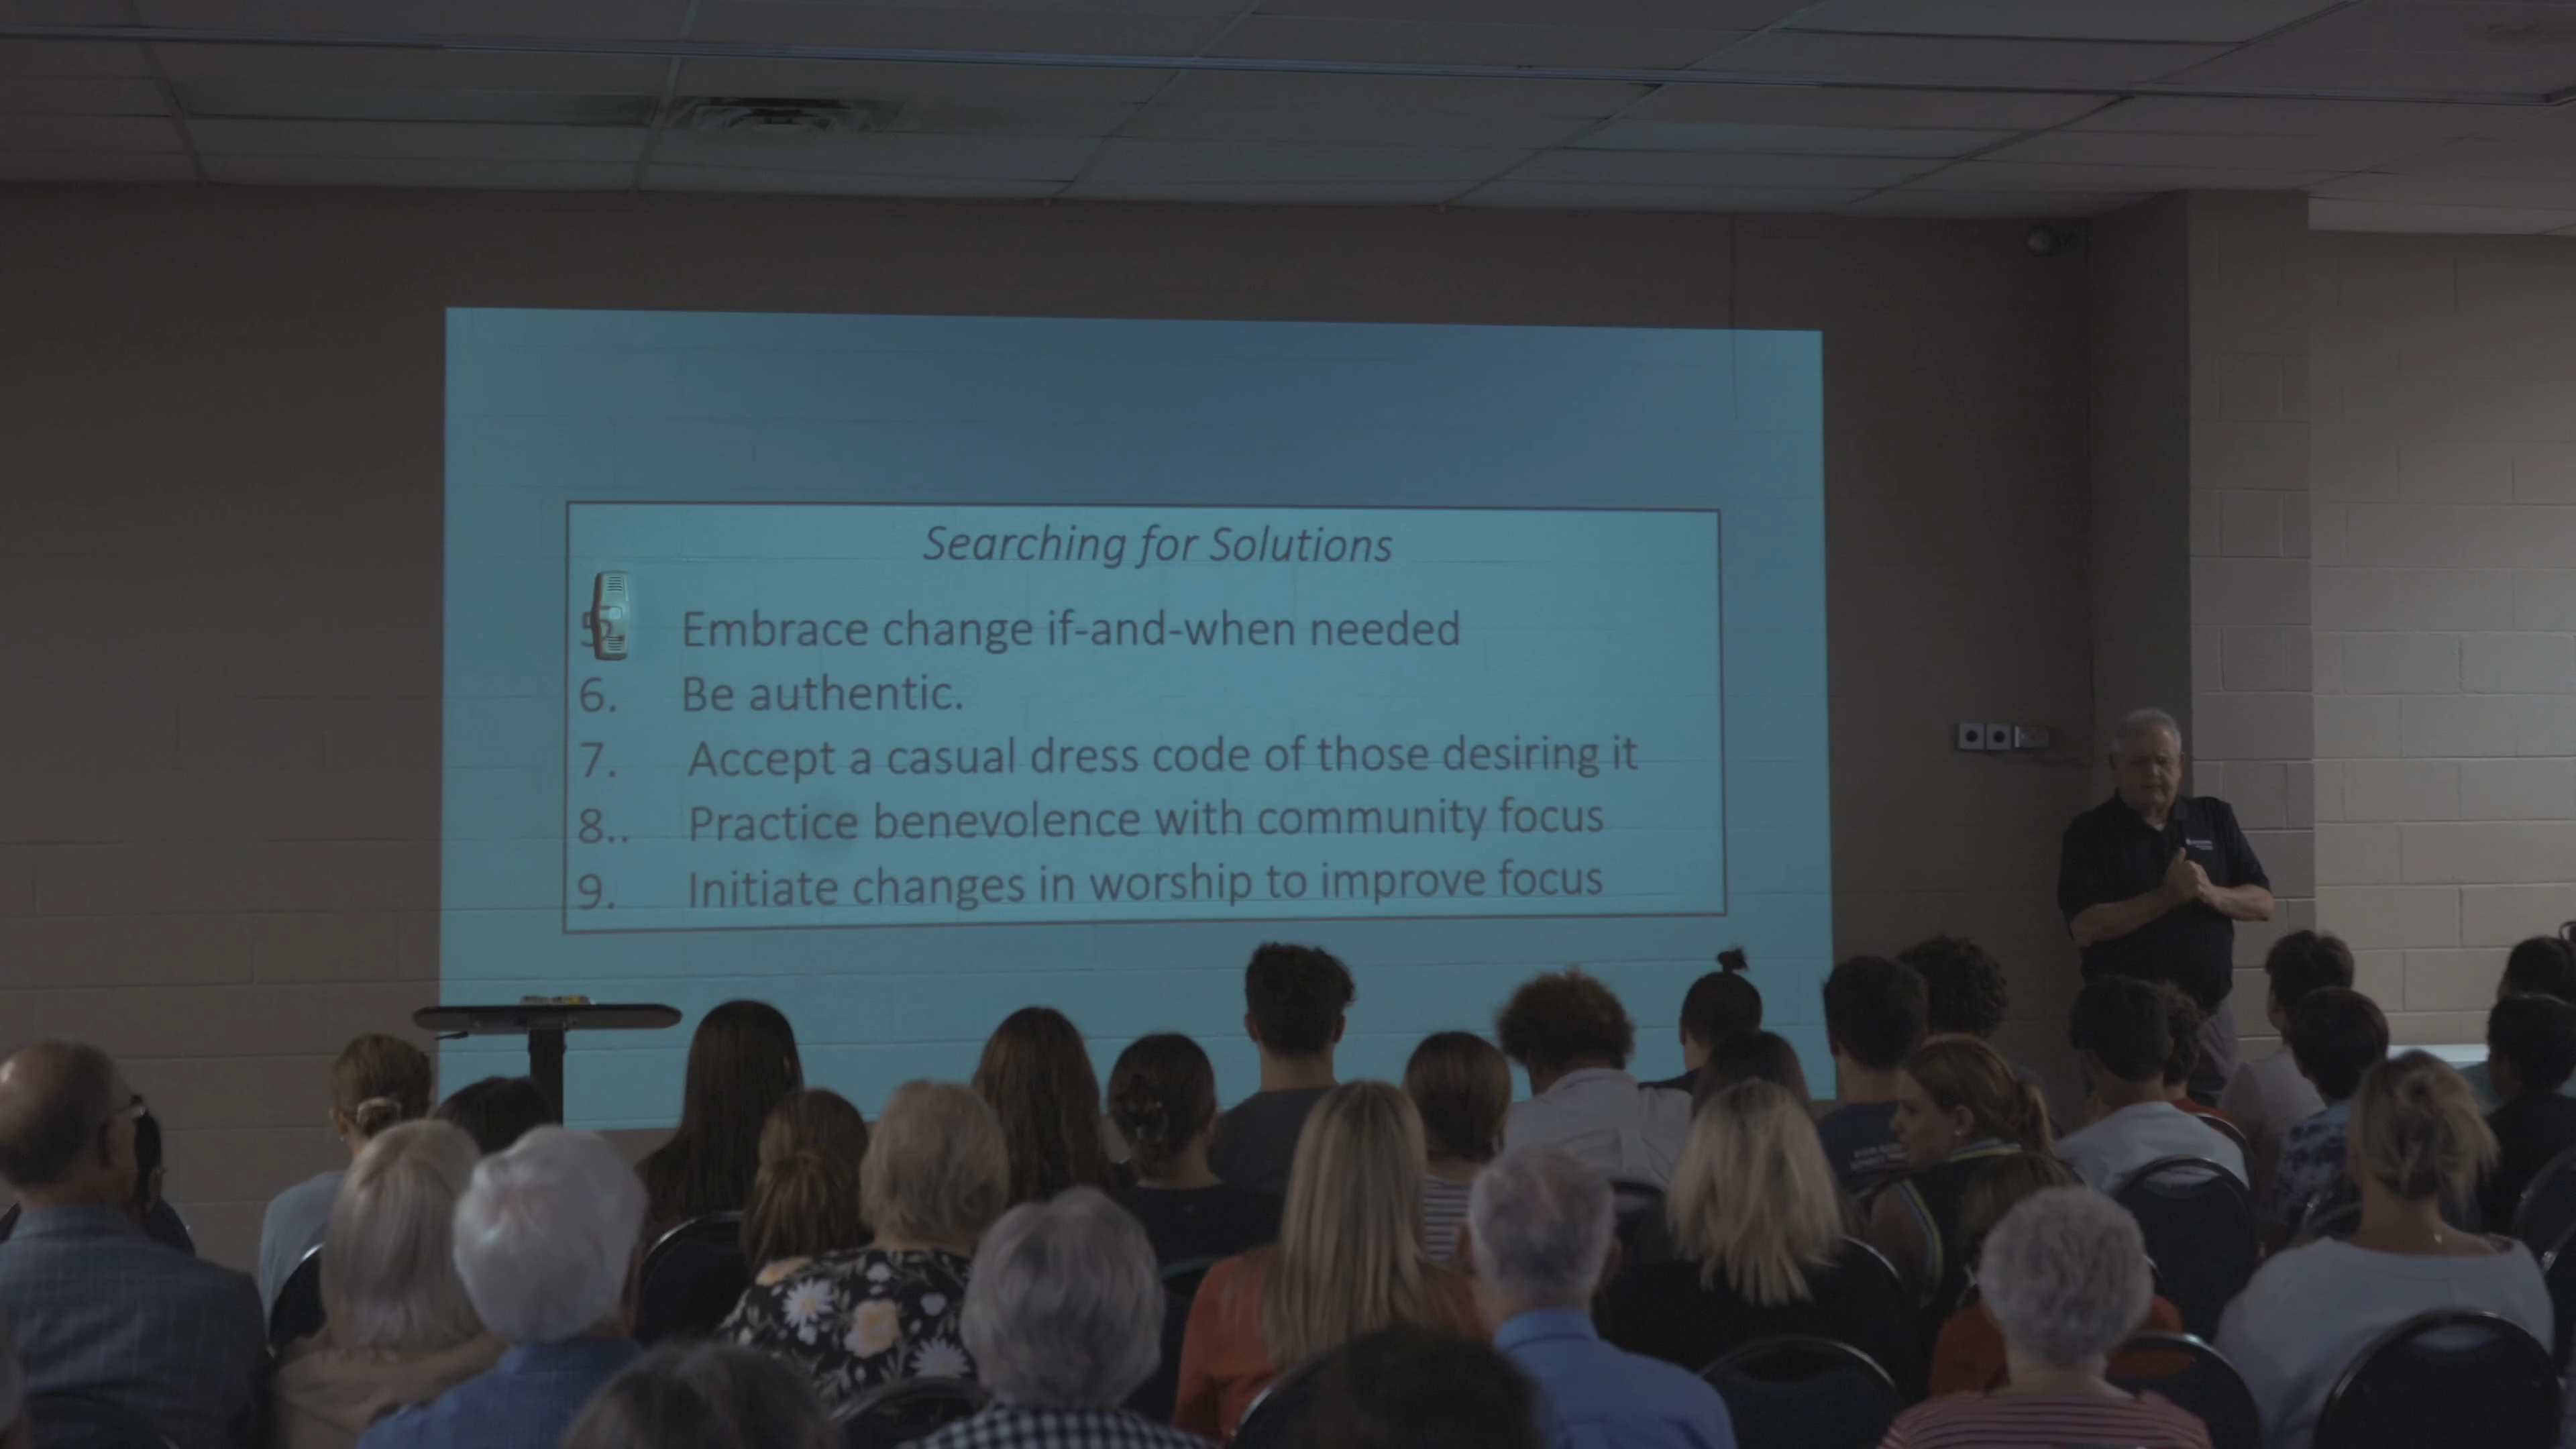 Searching for Solutions
5. Embrace change if-and-when needed
6. Be authentic.
7. Accept a casual dress code of those desiring it
8.. Practice benevolence with community focus
9. Initiate changes in worship to improve focus